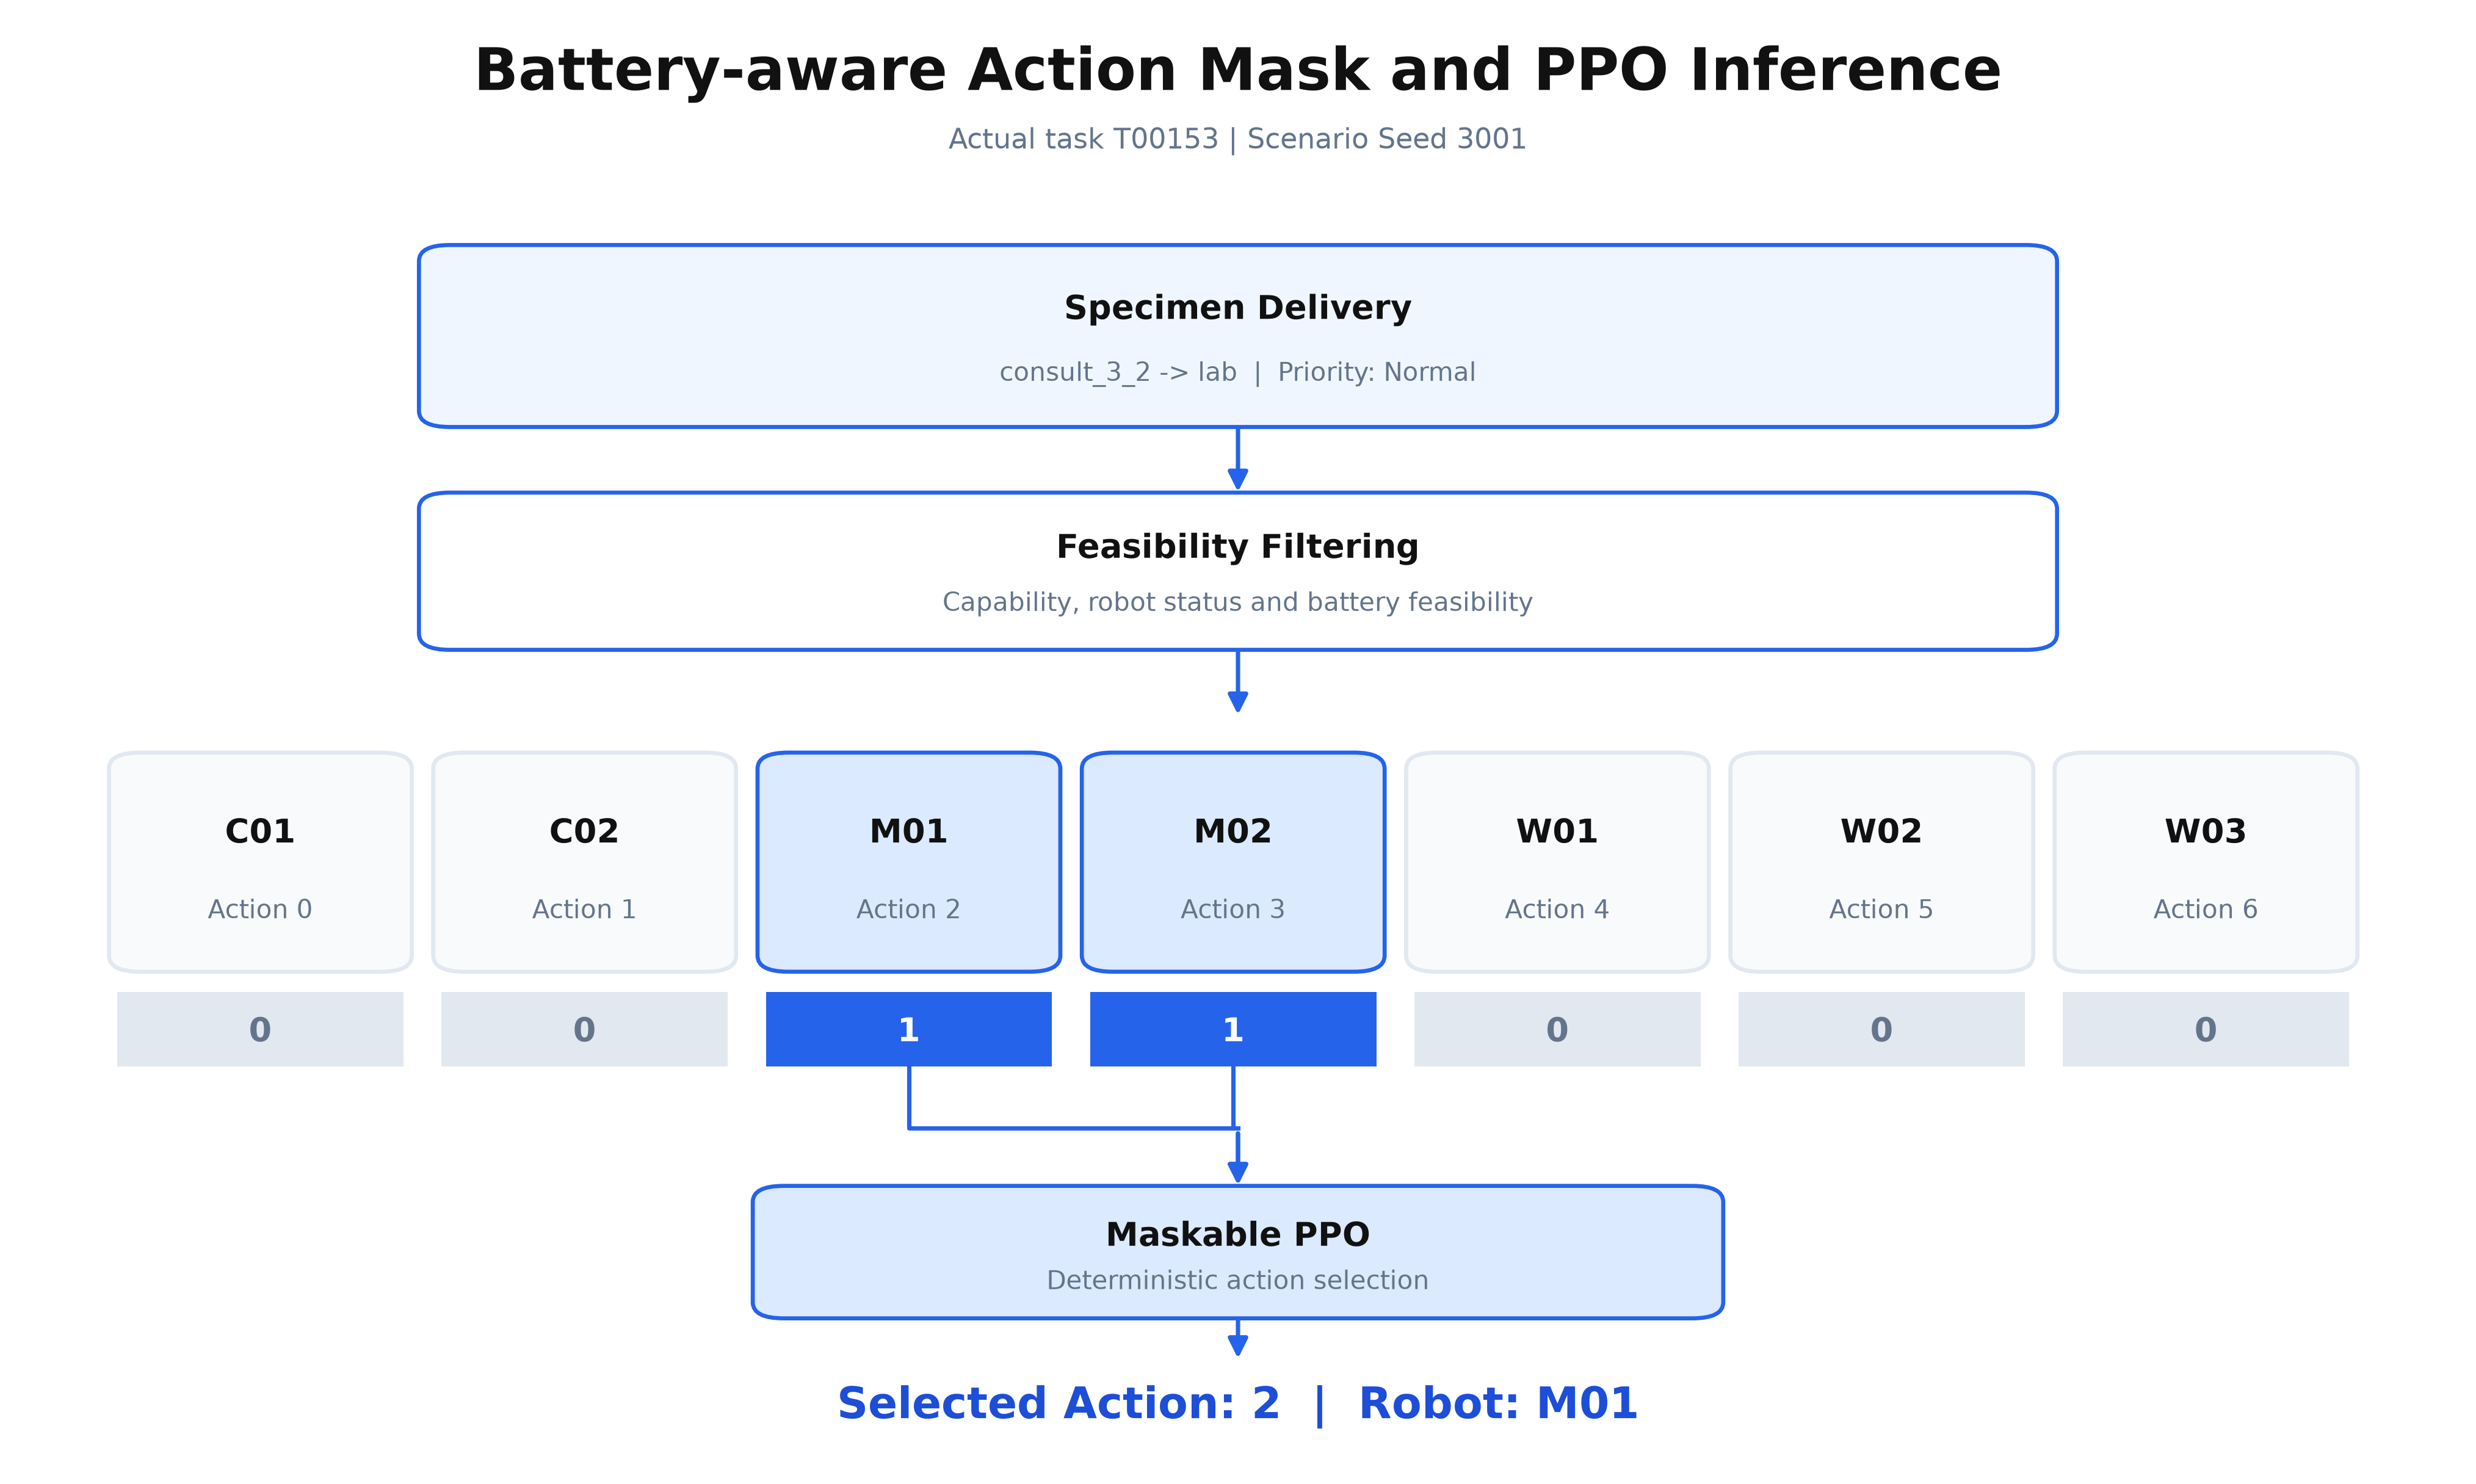 Battery-aware Action Mask and PPO Inference
Actual task T00153 | Scenario Seed 3001
Specimen Delivery
consult_3_2 -> lab | Priority: Normal
Feasibility Filtering
Capability, robot status and battery feasibility
C01 C02 M01 M02 W01 W02 W03
Action 0 Action 1 Action 2 Action 3 Action 4 Action 5 Action 6
0 0 1 1 0 0 0
Maskable PPO
Deterministic action selection
Selected Action: 2 | Robot: M01